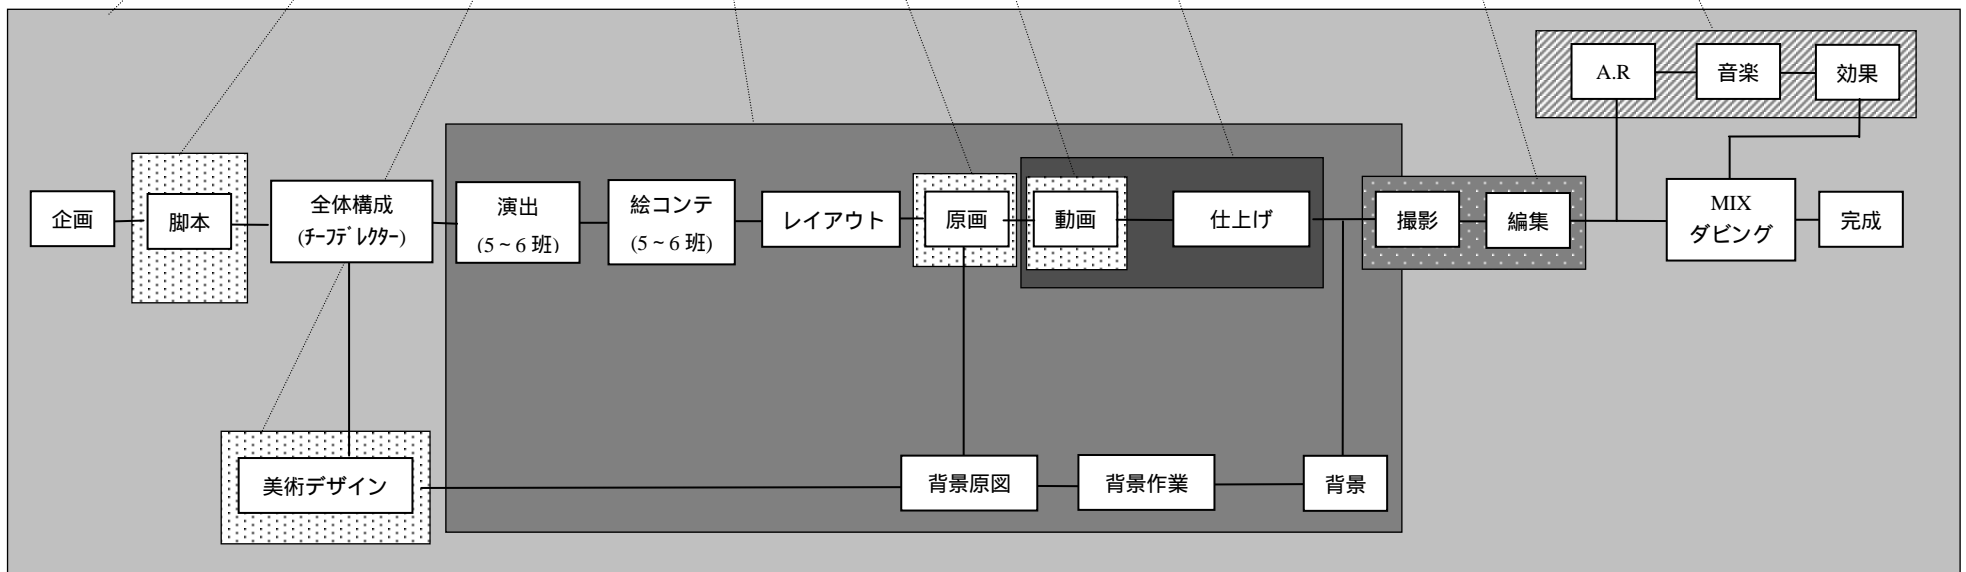 A.R
音楽
効果
企画
脚本
全体構成
(ﾁｰﾌﾃﾞﾚｸﾀｰ)
演出
(5~6 班)
絵コンテ
(5~6 班)
レイアウト
原画
動画
仕上げ
撮影
編集
MIX
ダビング
完成
美術デザイン
背景原図
背景作業
背景